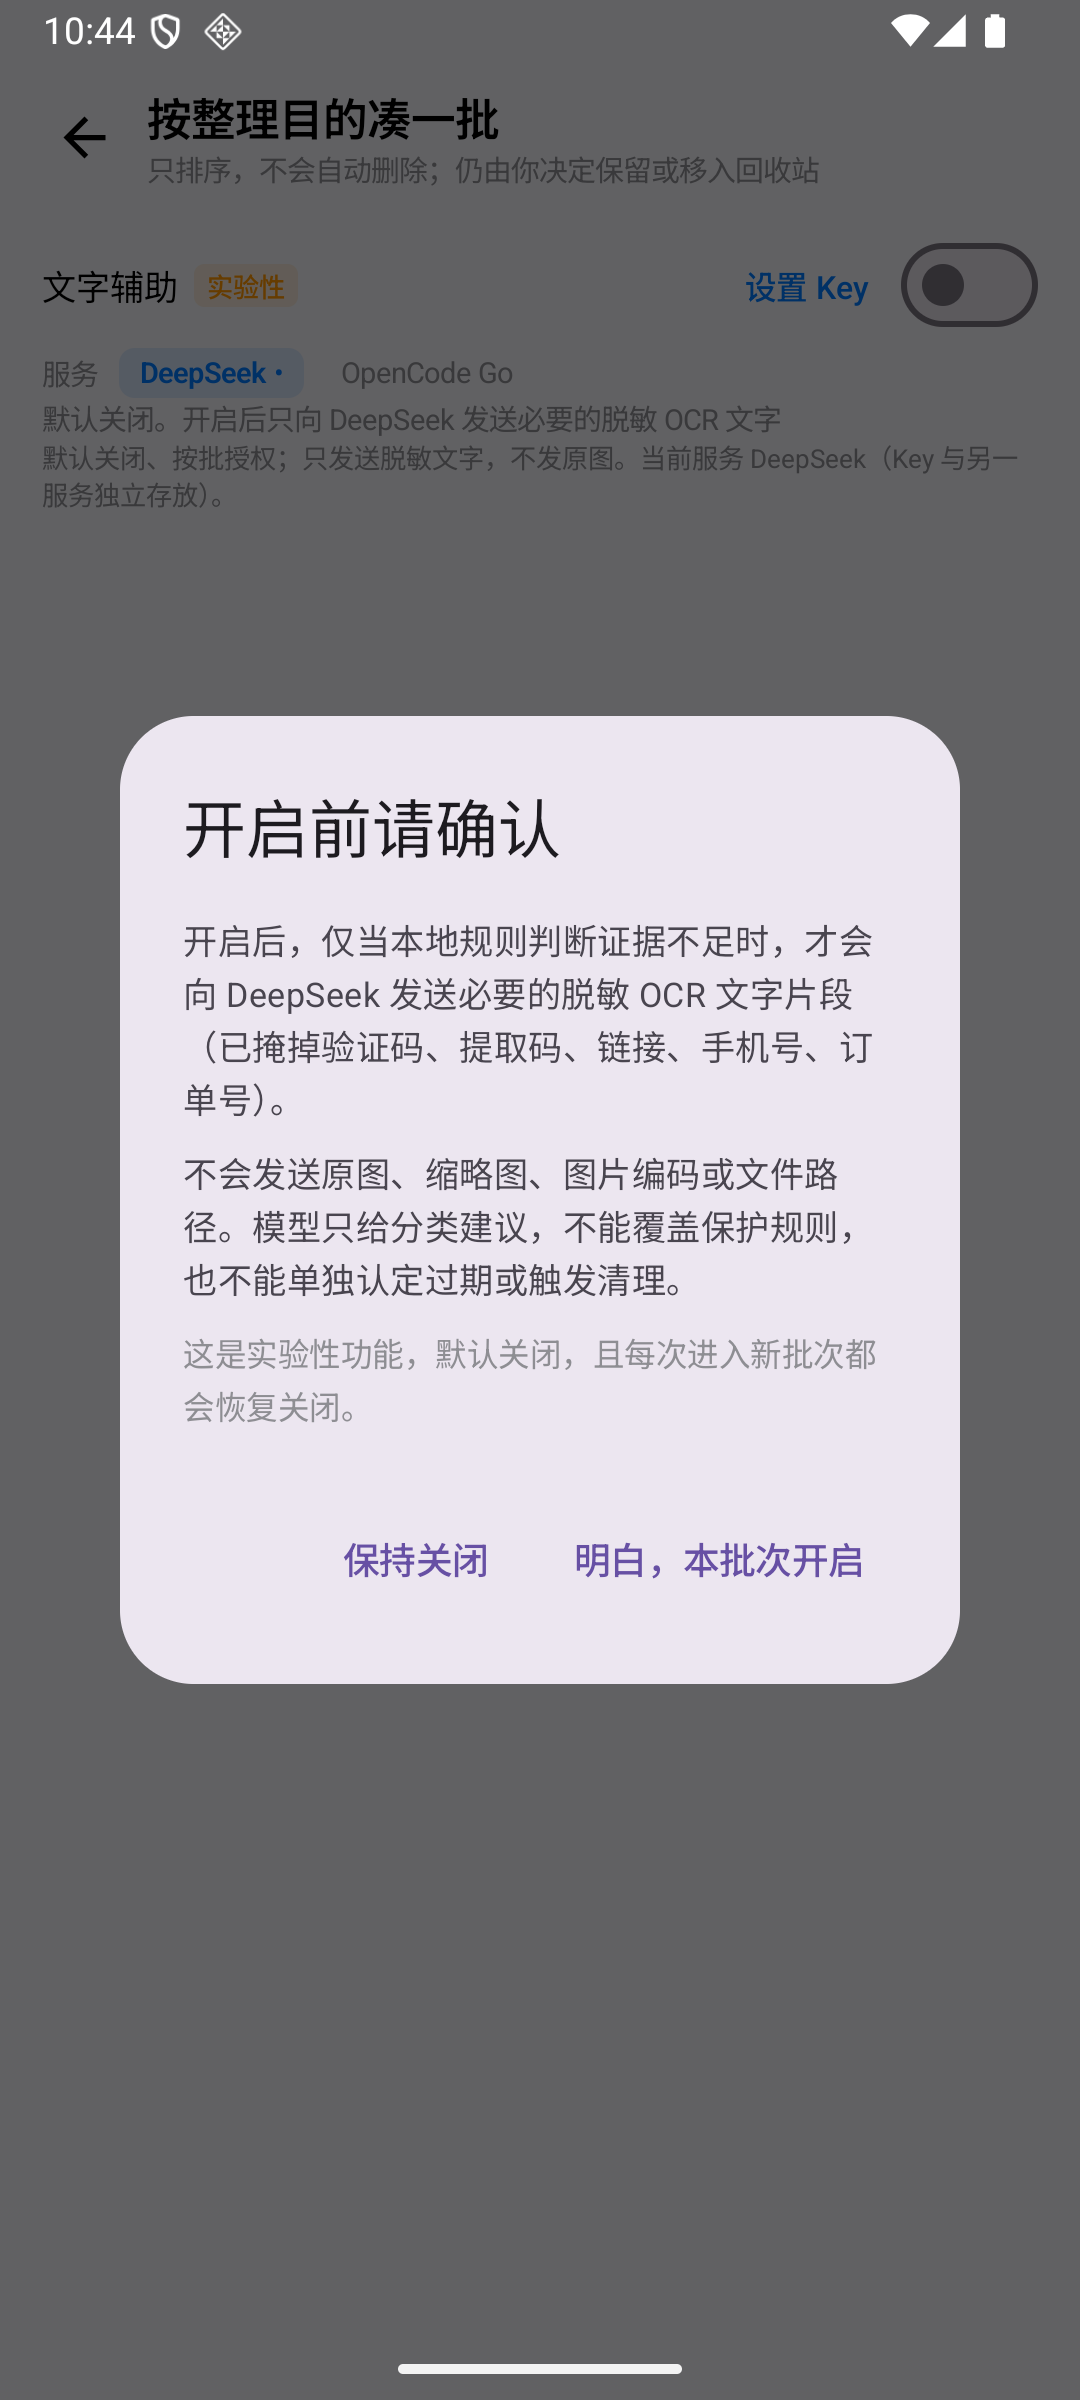 10:44
按整理目的凑一批
只排序，不会自动删除；仍由你决定保留或移入回收站
文字辅助 实验性 设置 Key
服务 DeepSeek · OpenCode Go
默认关闭。开启后只向 DeepSeek 发送必要的脱敏 OCR 文字
默认关闭、按批授权；只发送脱敏文字，不发原图。当前服务 DeepSeek（Key 与另一
服务独立存放）。
开启前请确认
开启后，仅当本地规则判断证据不足时，才会
向 DeepSeek 发送必要的脱敏 OCR 文字片段
（已掩掉验证码、提取码、链接、手机号、订
单号）。
不会发送原图、缩略图、图片编码或文件路
径。模型只给分类建议，不能覆盖保护规则，
也不能单独认定过期或触发清理。
这是实验性功能，默认关闭，且每次进入新批次都
会恢复关闭。
保持关闭 明白，本批次开启